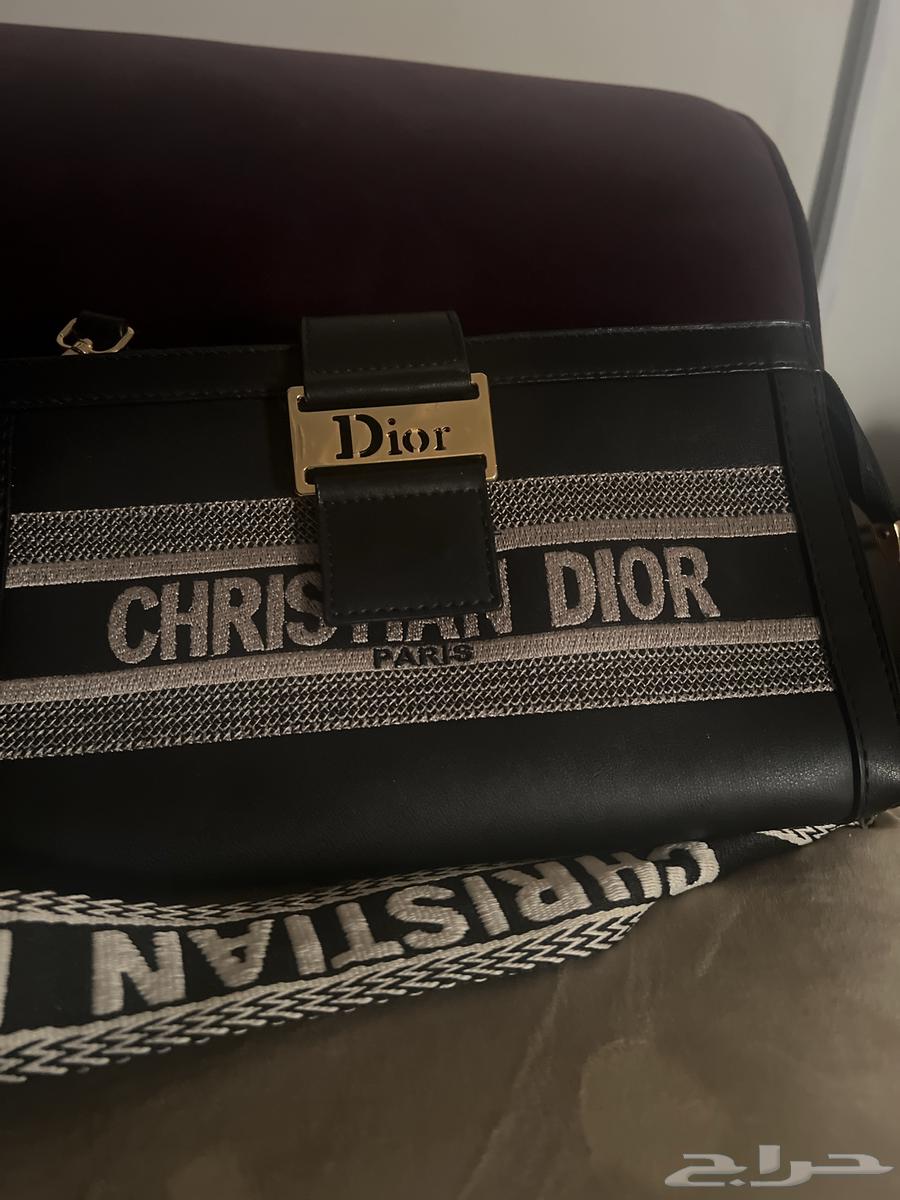 Dior
CHRISTIAN DIOR
PARIS
CHRISTIAN
حراج